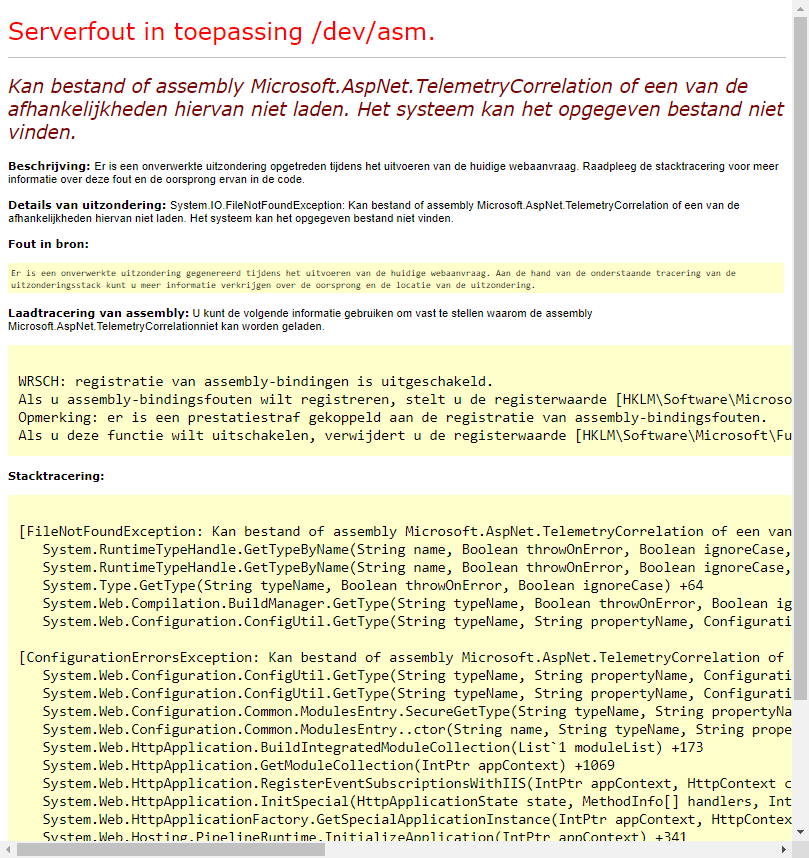 Serverfout in toepassing /dev/asm.
Kan bestand of assembly Microsoft.AspNet.TelemetryCorrelation of een van de
afhankelijkheden hiervan niet laden. Het systeem kan het opgegeven bestand niet
vinden.
Beschrijving: Er is een onverwerkte uitzondering opgetreden tijdens het uitvoeren van de huidige webaanvraag. Raadpleeg de stacktracering voor meer
informatie over deze fout en de oorsprong ervan in de code.
Details van uitzondering: System.IO.FileNotFoundException: Kan bestand of assembly Microsoft.AspNet.TelemetryCorrelation of een van de
afhankelijkheden hiervan niet laden. Het systeem kan het opgegeven bestand niet vinden.
Fout in bron:
Er is een onverwerkte uitzondering gegenereerd tijdens het uitvoeren van de huidige webaanvraag. Aan de hand van de onderstaande tracering van de
uitzonderingsstack kunt u meer informatie verkrijgen over de oorsprong en de locatie van de uitzondering.
Laadtracering van assembly: U kunt de volgende informatie gebruiken om vast te stellen waarom de assembly
Microsoft.AspNet.TelemetryCorrelationniet kan worden geladen.
WRSCH: registratie van assembly-bindingen is uitgeschakeld.
Als u assembly-bindingsfouten wilt registreren, stelt u de registerwaarde [HKLM\Software\Microso
Opmerking: er is een prestatiestraf gekoppeld aan de registratie van assembly-bindingsfouten.
Als u deze functie wilt uitschakelen, verwijdert u de registerwaarde [HKLM\Software\Microsoft\Fu
Stacktracering:
[FileNotFoundException: Kan bestand of assembly Microsoft.AspNet.TelemetryCorrelation of een van
System.RuntimeTypeHandle.GetTypeByName(String name, Boolean throwOnError, Boolean ignoreCase,
System.RuntimeTypeHandle.GetTypeByName(String name, Boolean throwOnError, Boolean ignoreCase,
System.Type.GetType(String typeName, Boolean throwOnError, Boolean ignoreCase) +64
System.Web.Compilation.BuildManager.GetType(String typeName, Boolean throwOnError, Boolean ig
System.Web.Configuration.ConfigUtil.GetType(String typeName, String propertyName, Configurati
[ConfigurationErrorsException: Kan bestand of assembly Microsoft.AspNet.TelemetryCorrelation of
System.Web.Configuration.ConfigUtil.GetType(String typeName, String propertyName, Configurati
System.Web.Configuration.ConfigUtil.GetType(String typeName, String propertyName, Configurati
System.Web.Configuration.Common.ModulesEntry.SecureGetType(String typeName, String propertyNa
System.Web.Configuration.Common.ModulesEntry..ctor(String name, String typeName, String prope
System.Web.HttpApplication.BuildIntegratedModuleCollection(List`1 moduleList) +173
System.Web.HttpApplication.GetModuleCollection(IntPtr appContext) +1069
System.Web.HttpApplication.RegisterEventSubscriptionsWithIIS(IntPtr appContext, HttpContext c
System.Web.HttpApplication.InitSpecial(HttpApplicationState state, MethodInfo[] handlers, Int
System.Web.HttpApplicationFactory.GetSpecialApplicationInstance(IntPtr appContext, HttpContex
System.Web.Hosting.PipelineRuntime.InitializeApplication(IntPtr appContext) +341